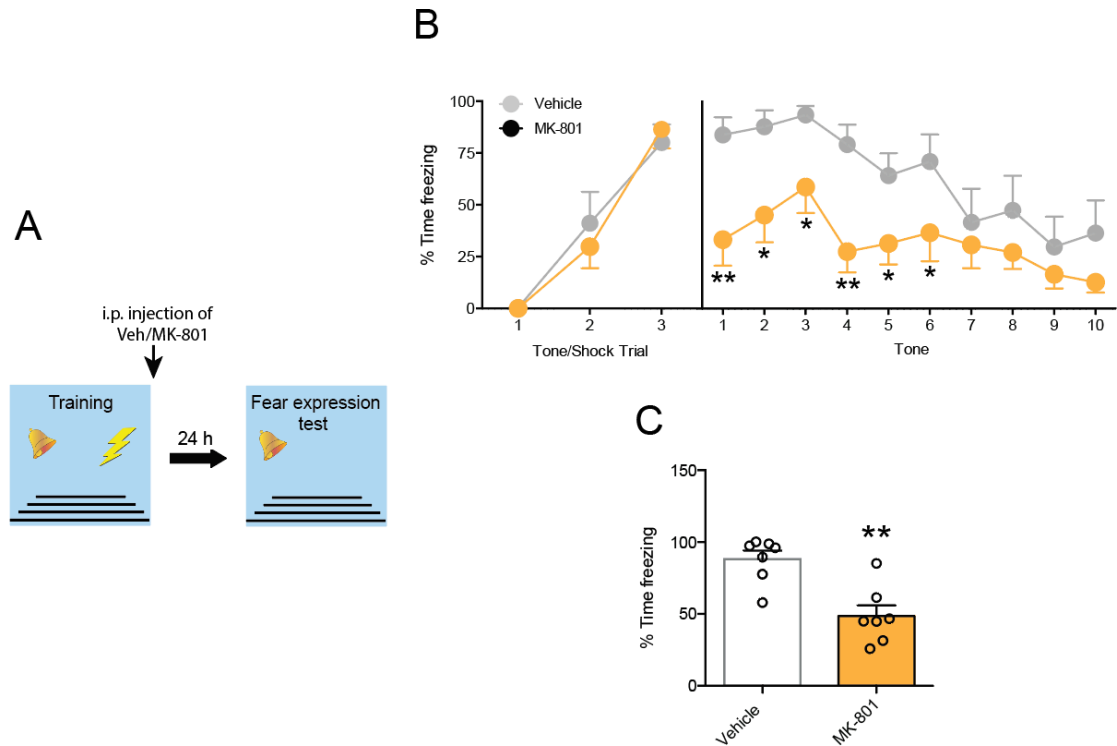 A
i.p. injection of
Veh/MK-801
Training
24 h
Fear expression
test
B
% Time freezing
100
75
50
25
0
Vehicle
MK-801
** * * ** * *
1 2 3
Tone/Shock Trial
1 2 3 4 5 6 7 8 9 10
Tone
C
% Time freezing
150
100
50
0
**
Vehicle
MK-801